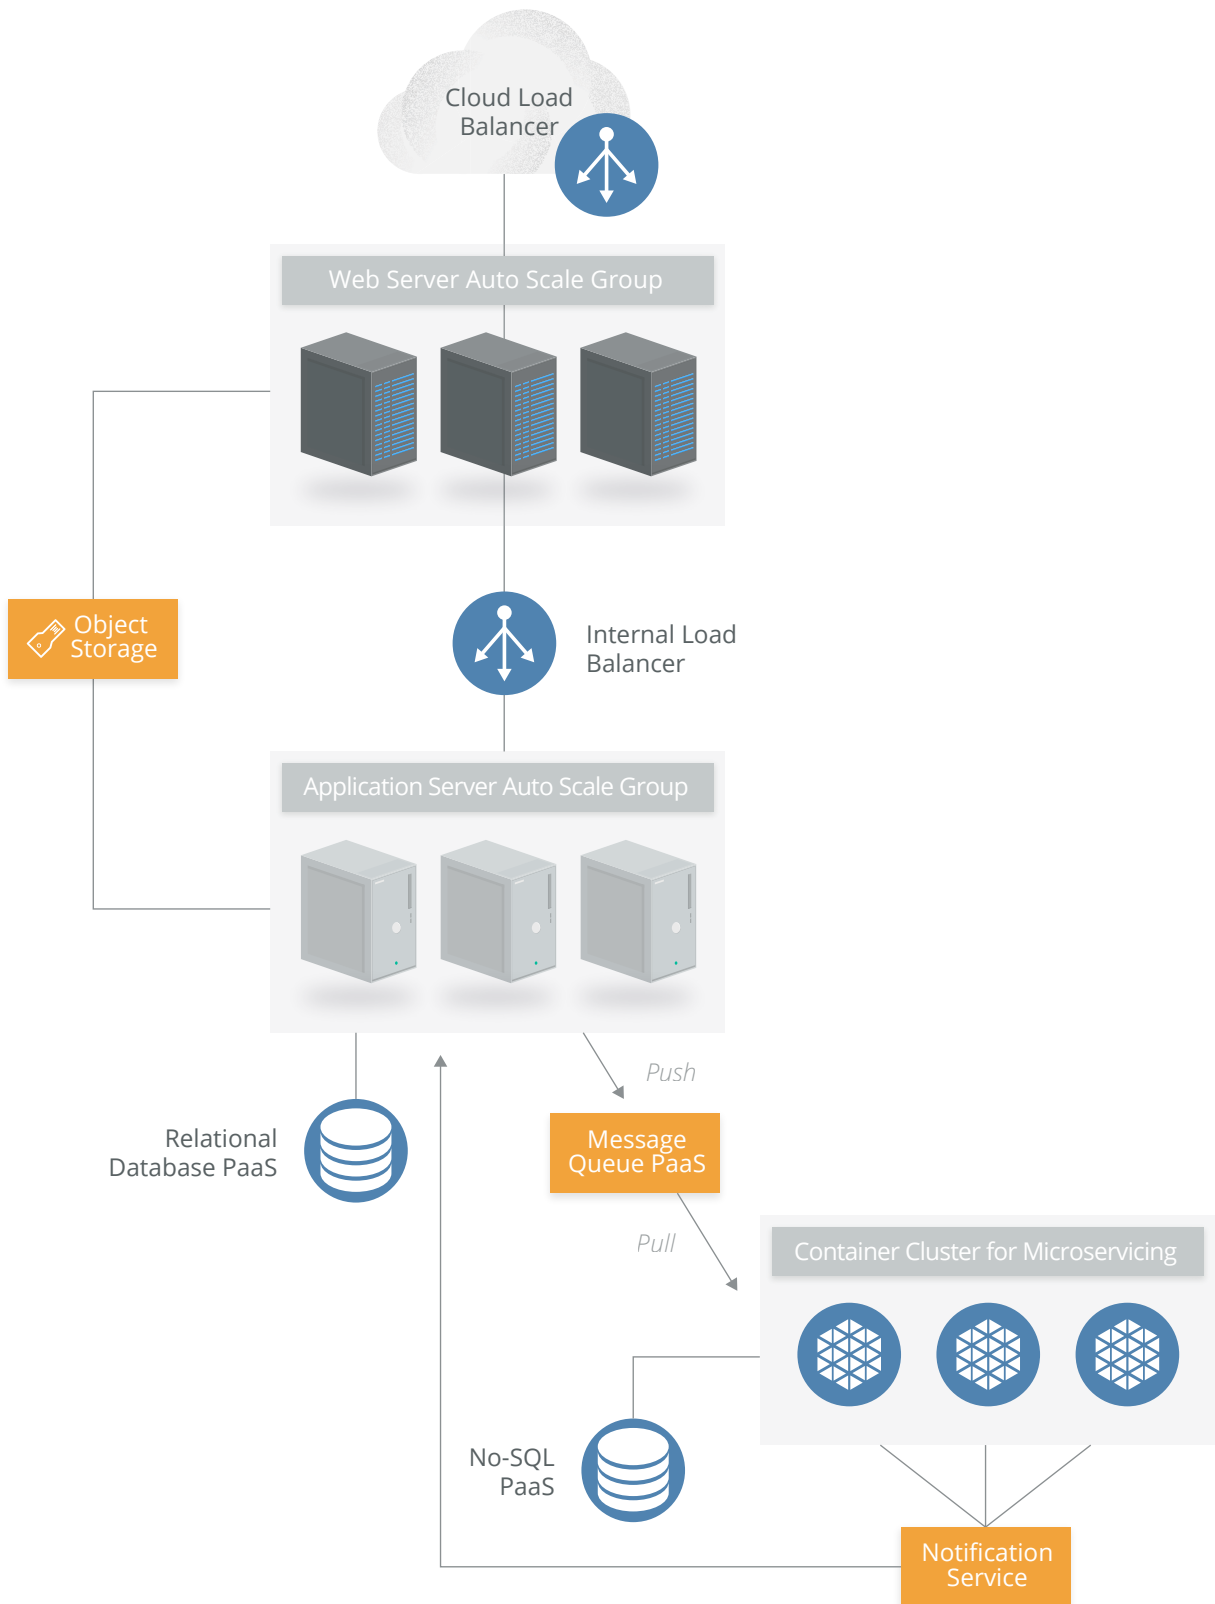 Cloud Load
Balancer
Web Server Auto Scale Group
Object
Storage
Internal Load
Balancer
Application Server Auto Scale Group
Push
Relational
Database PaaS
Message
Queue PaaS
Pull
Container Cluster for Microservicing
No-SQL
PaaS
Notification
Service